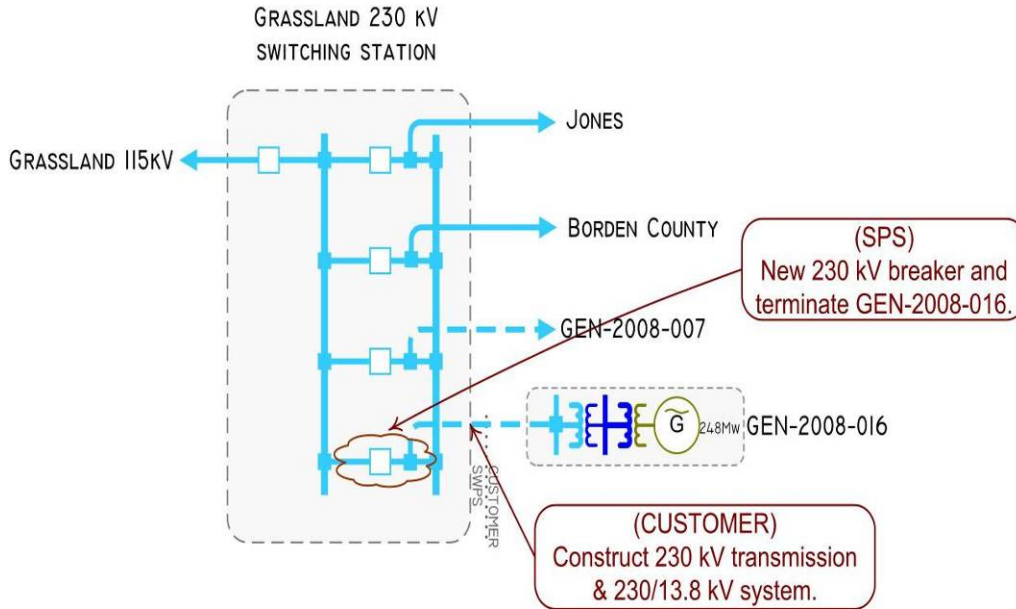 GRASSLAND 230 KV
SWITCHING STATION
JONES
GRASSLAND 115KV
BORDEN COUNTY
(SPS)
New 230 kV breaker and
terminate GEN-2008-016.
GEN-2008-007
G
248MW
GEN-2008-016
CUSTOMER
SWPS
(CUSTOMER)
Construct 230 kV transmission
& 230/13.8 kV system.